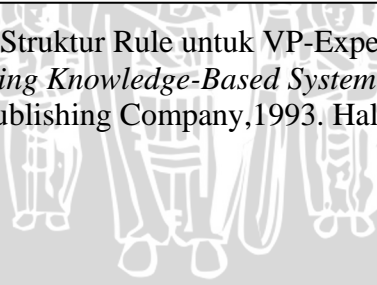 Struktur Rule untuk VP-Expe
ing Knowledge-Based System
ublishing Company,1993. Hal